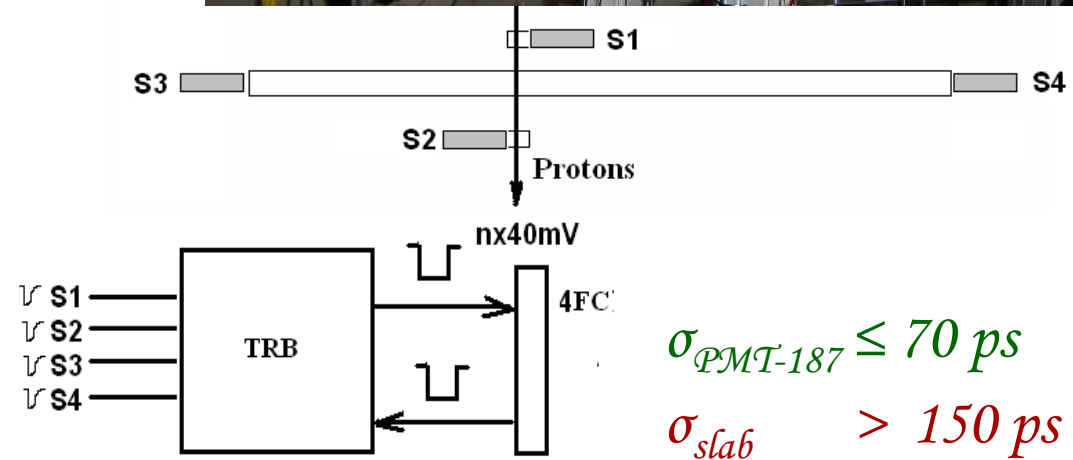 S1
S3
S4
S2
Protons
nx40mV
S1
S2
S3
S4
TRB
σPMT-187 ≤ 70 ps
σslab > 150 ps